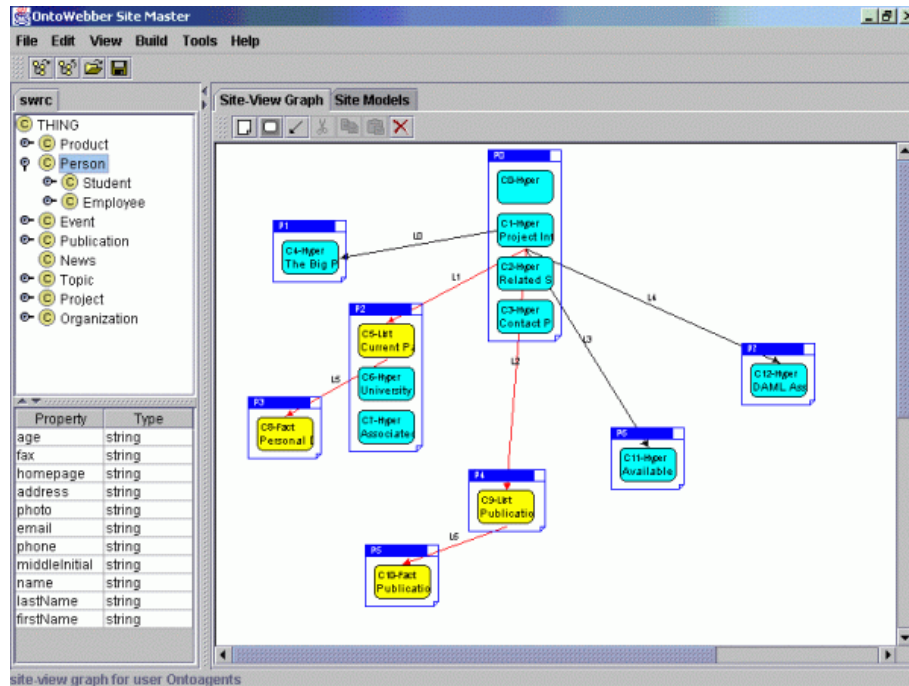 OntoWebber Site Master
File Edit View Build Tools Help
swrc
THING
Product
Person
Student
Employee
Event
Publication
News
Topic
Project
Organization
Property Type
age string
fax string
homepage string
address string
photo string
email string
phone string
middleInitial string
name string
lastName string
firstName string
Site-View Graph Site Models
P0
C0-Hyper
C1-Hyper
Project Int
C2-Hyper
Related S
C3-Hyper
Contact P
P1
C4-Hyper
The Big P
L0
L1
L4
L3
L2
P2
C5-List
Current Pa
C6-Hyper
University
C7-Hyper
Associate
L5
P3
C8-Fact
Personal
P7
C12-Hyper
DAML Ass
P6
C11-Hyper
Available
P4
C9-List
Publicatio
L6
P5
C10-Fact
Publicatio
site-view graph for user Ontoagents